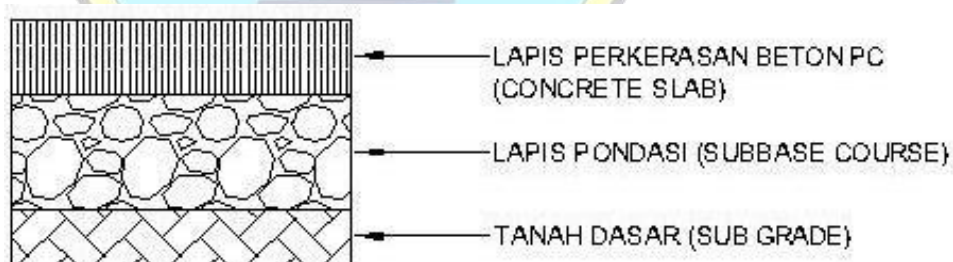 LAPIS PERKERASAN BETON PC
(CONCRETE SLAB)
LAPIS PONDASI (SUBBASE COURSE)
TANAH DASAR (SUB GRADE)